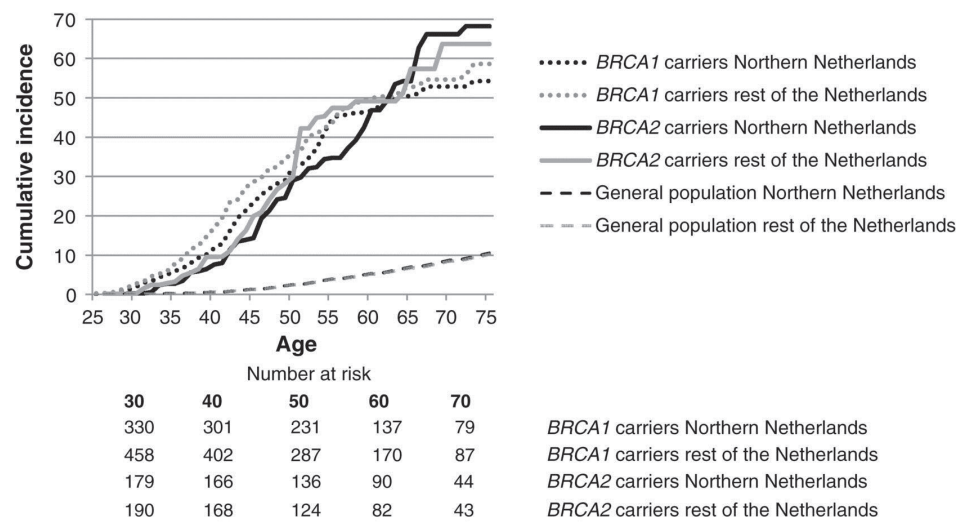 70
60
50
40
30
20
10
0
Cumulative incidence
25 30 35 40 45 50 55 60 65 70 75
Age
BRCA1 carriers Northern Netherlands
BRCA1 carriers rest of the Netherlands
BRCA2 carriers Northern Netherlands
BRCA2 carriers rest of the Netherlands
General population Northern Netherlands
General population rest of the Netherlands
Number at risk
30 40 50 60 70
330 301 231 137 79 BRCA1 carriers Northern Netherlands
458 402 287 170 87 BRCA1 carriers rest of the Netherlands
179 166 136 90 44 BRCA2 carriers Northern Netherlands
190 168 124 82 43 BRCA2 carriers rest of the Netherlands